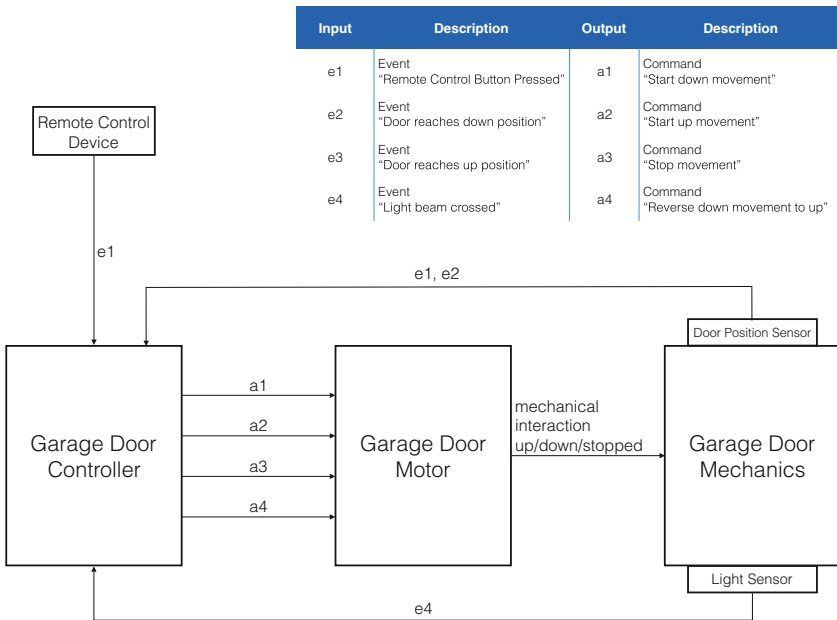 Input Description Output Description
e1 Event "Remote Control Button Pressed" a1 Command "Start down movement"
e2 Event "Door reaches down position" a2 Command "Start up movement"
e3 Event "Door reaches up position" a3 Command "Stop movement"
e4 Event "Light beam crossed" a4 Command "Reverse down movement to up"
Remote Control
Device
e1
e1, e2
Door Position Sensor
Garage Door
Controller
a1
a2
a3
a4
Garage Door
Motor
mechanical
interaction
up/down/stopped
Garage Door
Mechanics
Light Sensor
e4